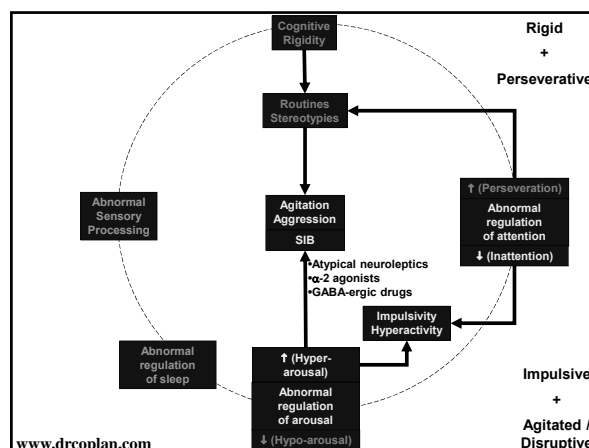 Cognitive
Rigidity
Rigid
+
Perseverative
Routines
Stereotypies
Abnormal
Sensory
Processing
Agitation
Aggression
SIB
↑ (Perseveration)
Abnormal
regulation
of attention
↓ (Inattention)
•Atypical neuroleptics
•α-2 agonists
•GABA-ergic drugs
Impulsivity
Hyperactivity
Abnormal
regulation
of sleep
↑ (Hyper-
arousal)
Abnormal
regulation
of arousal
↓ (Hypo-arousal)
Impulsive
+
Agitated /
Disruptive
www.drcoplan.com